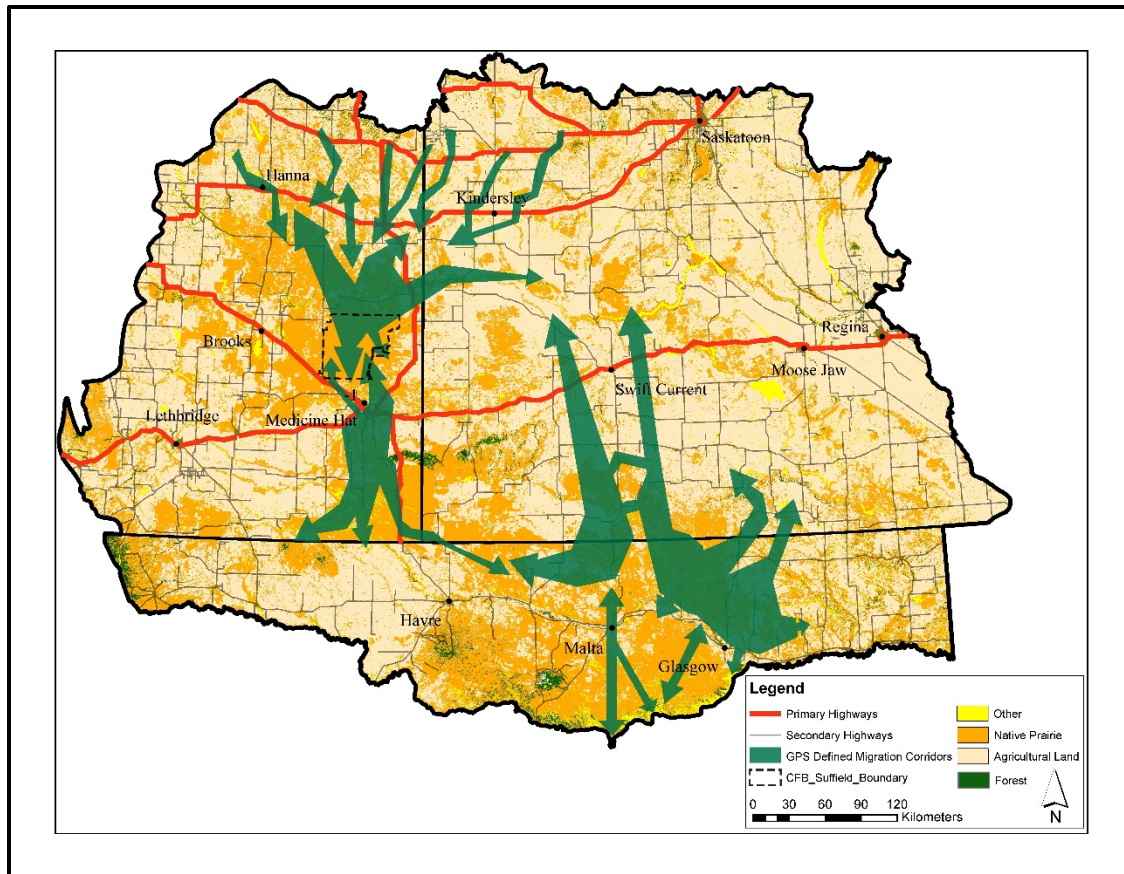 Saskatoon
Hanna
Kindersley
Regina
Brooks
Moose Jaw
Swift Current
Lethbridge
Medicine Hat
Havre
Malta
Glasgow
Legend
Primary Highways
Secondary Highways
GPS Defined Migration Corridors
CFB_Suffield_Boundary
Other
Native Prairie
Agricultural Land
Forest
0 30 60 90 120
Kilometers
N